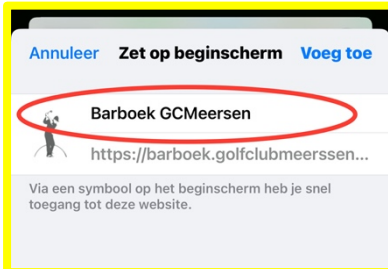 Annuleer Zet op beginscherm Voeg toe
Barboek GCMeersen
https://barboek.golfclubmeerssen...
Via een symbool op het beginscherm heb je snel
toegang tot deze website.